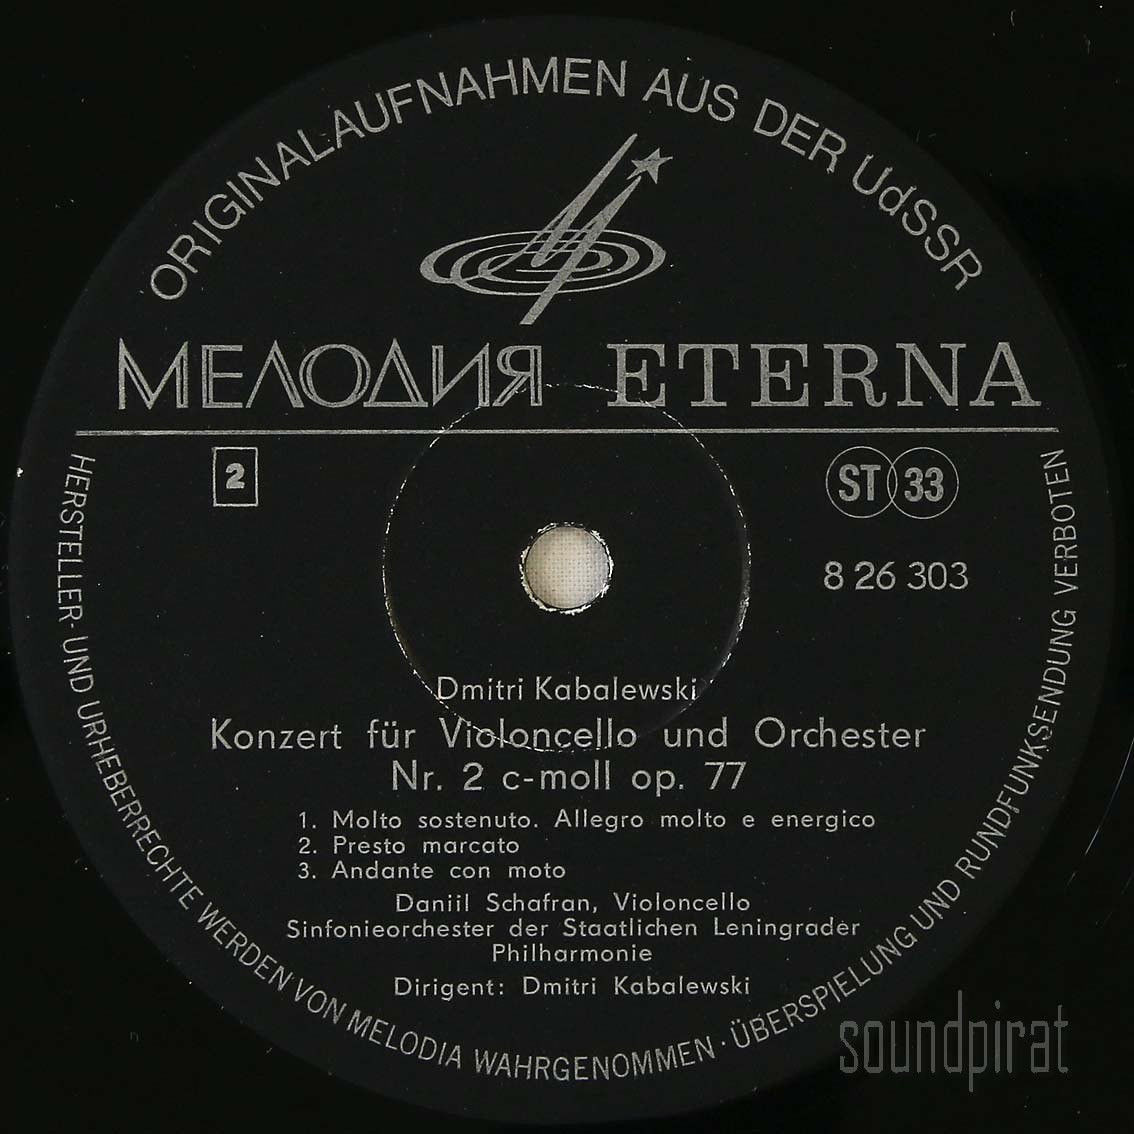 ORIGINALAUFNAHMEN AUS DER UdSSR
МЕЛОДИЯ ETERNA
2
ST 33
8 26 303
Dmitri Kabalewski
Konzert für Violoncello und Orchester
Nr. 2 c-moll op. 77
1. Molto sostenuto. Allegro molto e energico
2. Presto marcato
3. Andante con moto
Daniil Schafran, Violoncello
Sinfonieorchester der Staatlichen Leningrader
Philharmonie
Dirigent: Dmitri Kabalewski
HERSTELLER- UND URHEBERRECHTE WERDEN VON MELODIA WAHRGENOMMEN · ÜBERSPIELUNG UND RUNDFUNKSENDUNG VERBOTEN
soundpirat